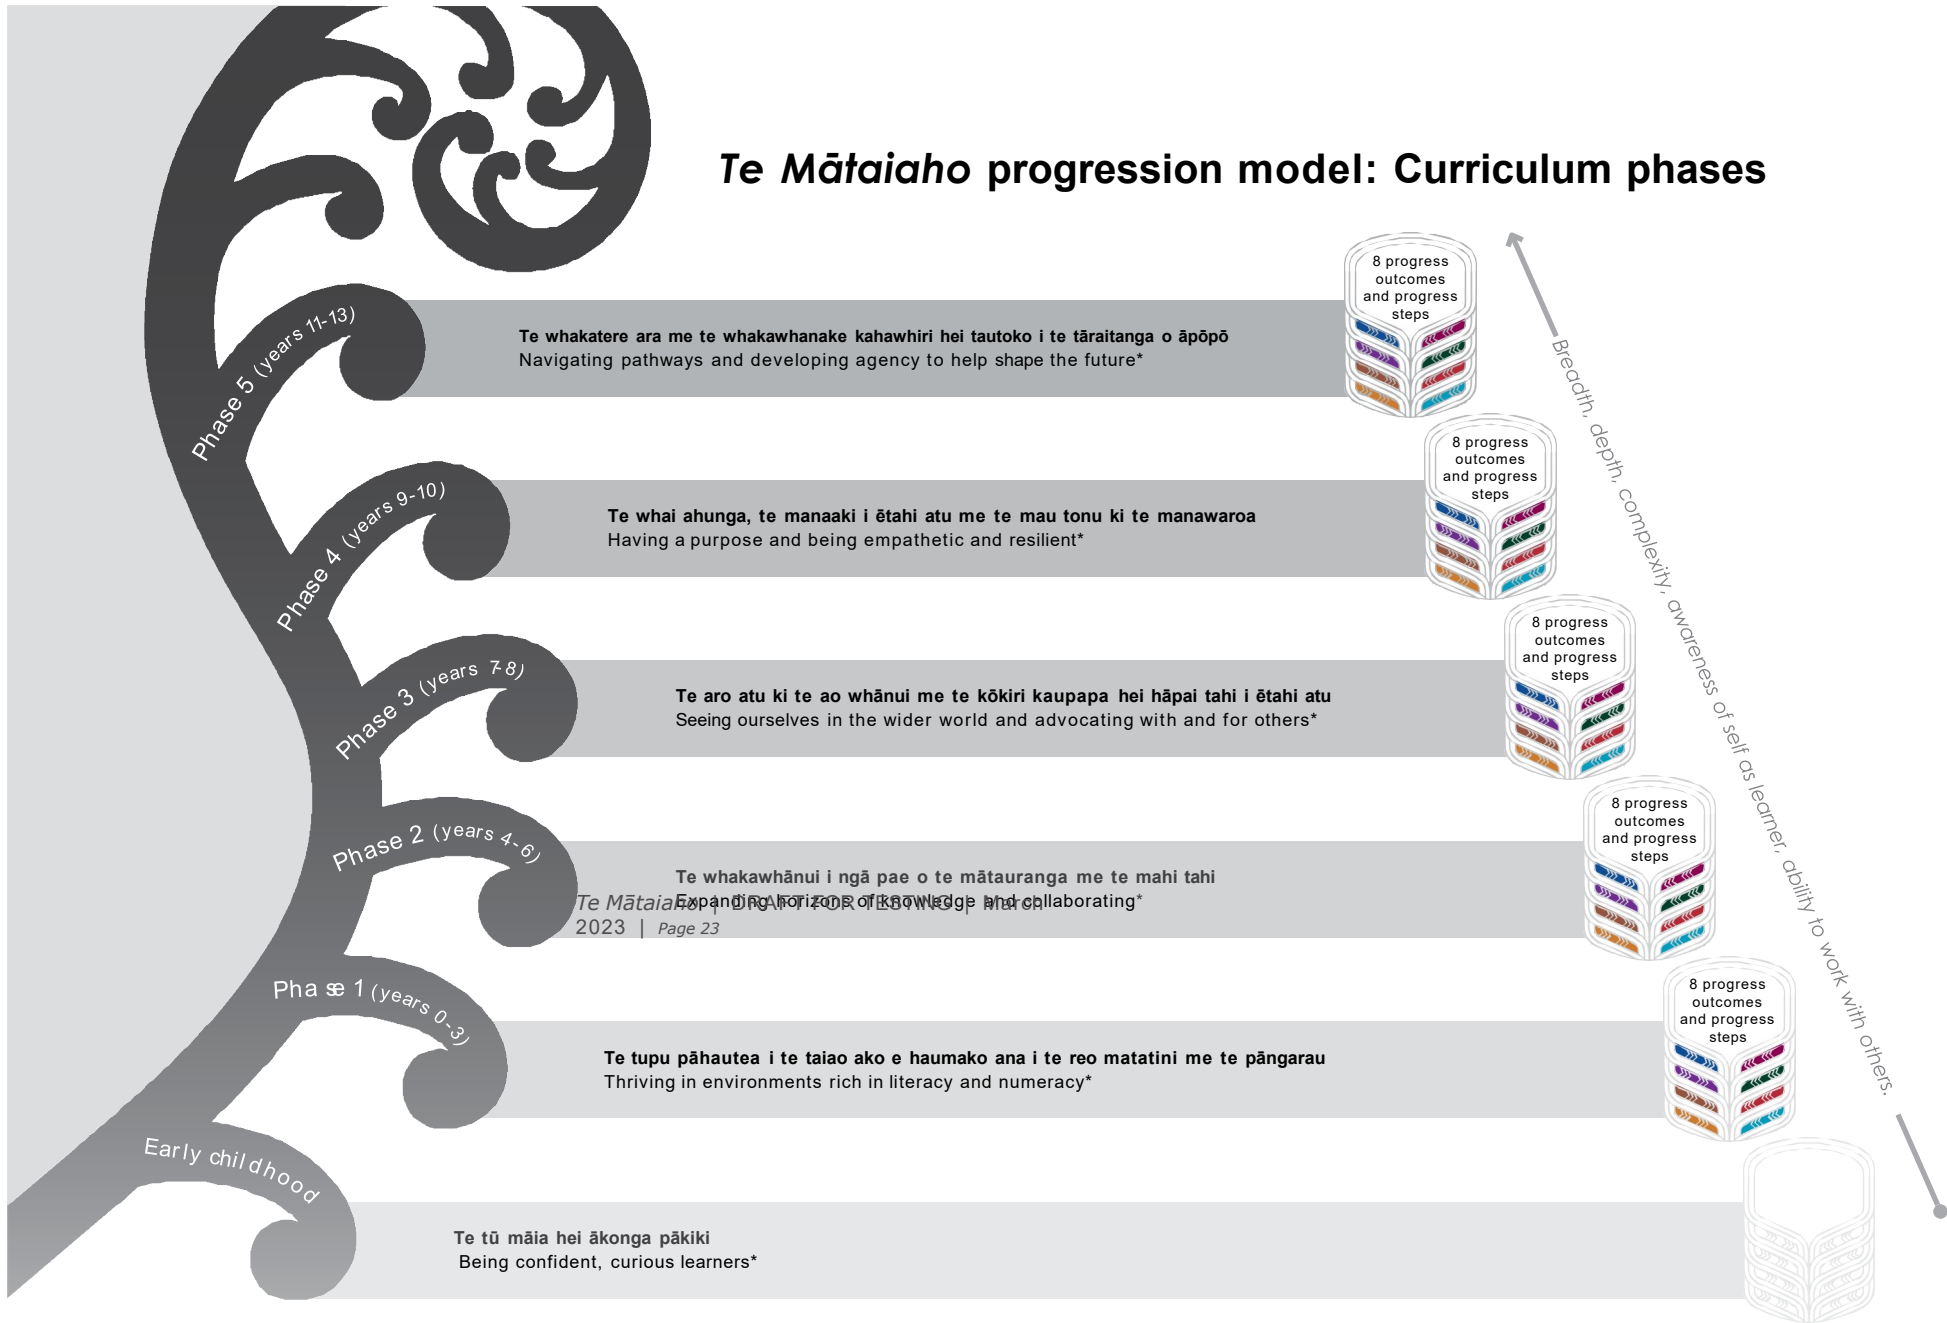 Te Mātaiaho progression model: Curriculum phases
8 progress
outcomes
and progress
steps
Phase 5 (years 11-13)
Te whakatere ara me te whakawhanake kahawhiri hei tautoko i te tāraitanga o āpōpō
Navigating pathways and developing agency to help shape the future*
Breadth, depth, complexity, awareness of self as learner, ability to work with others.
8 progress
outcomes
and progress
steps
Phase 4 (years 9-10)
Te whai ahunga, te manaaki i ētahi atu me te mau tonu ki te manawaroa
Having a purpose and being empathetic and resilient*
8 progress
outcomes
and progress
steps
Phase 3 (years 7-8)
Te aro atu ki te ao whānui me te kōkiri kaupapa hei hāpai tahi i ētahi atu
Seeing ourselves in the wider world and advocating with and for others*
8 progress
outcomes
and progress
steps
Phase 2 (years 4-6)
Te whakawhānui i ngā pae o te mātauranga me te mahi tahi
Expanding horizons of knowledge and collaborating*
Te Mātaiaho | DRAFT FOR TESTING | March
2023 | Page 23
8 progress
outcomes
and progress
steps
Phase 1 (years 0-3)
Te tupu pāhautea i te taiao ako e haumako ana i te reo matatini me te pāngarau
Thriving in environments rich in literacy and numeracy*
Early childhood
Te tū māia hei ākonga pākiki
Being confident, curious learners*